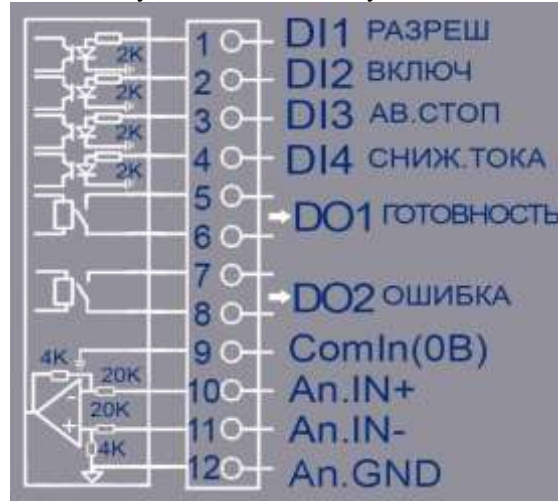 2K
1
DI1 РАЗРЕШ
2K
2
DI2 ВКЛЮЧ
2K
3
DI3 АВ.СТОП
2K
4
DI4 СНИЖ.ТОКА
5
DO1 ГОТОВНОСТЬ
6
7
DO2 ОШИБКА
8
9
ComIn(0В)
4K
20K
10
An.IN+
20K
11
An.IN-
4K
12
An.GND